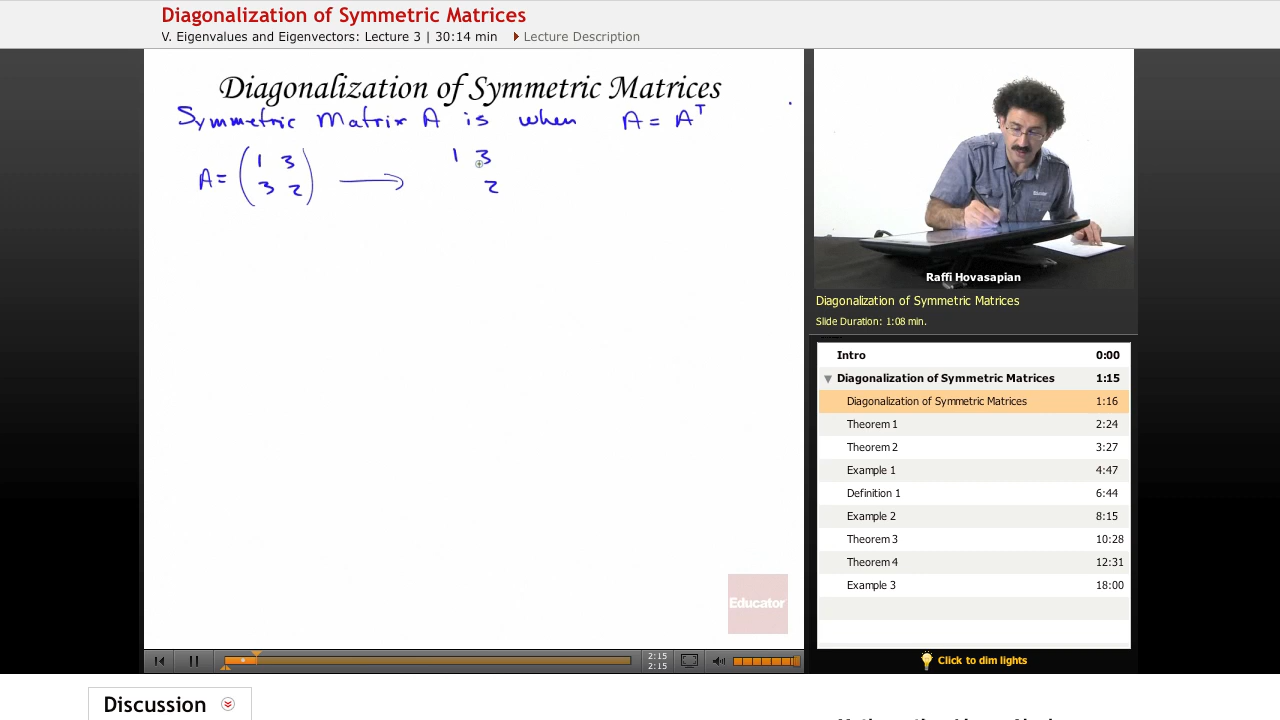 Diagonalization of Symmetric Matrices
V. Eigenvalues and Eigenvectors: Lecture 3 | 30:14 min Lecture Description
Diagonalization of Symmetric Matrices
Symmetric Matrix A is when A = Aᵀ
A = ( 1 3 1 3
3 2 ) → 2
Educator
Raffi Hovasapian
Diagonalization of Symmetric Matrices
Slide Duration: 1:08 min.
Intro 0:00
Diagonalization of Symmetric Matrices 1:15
Diagonalization of Symmetric Matrices 1:16
Theorem 1 2:24
Theorem 2 3:27
Example 1 4:47
Definition 1 6:44
Example 2 8:15
Theorem 3 10:28
Theorem 4 12:31
Example 3 18:00
2:15
2:15
Click to dim lights
Discussion